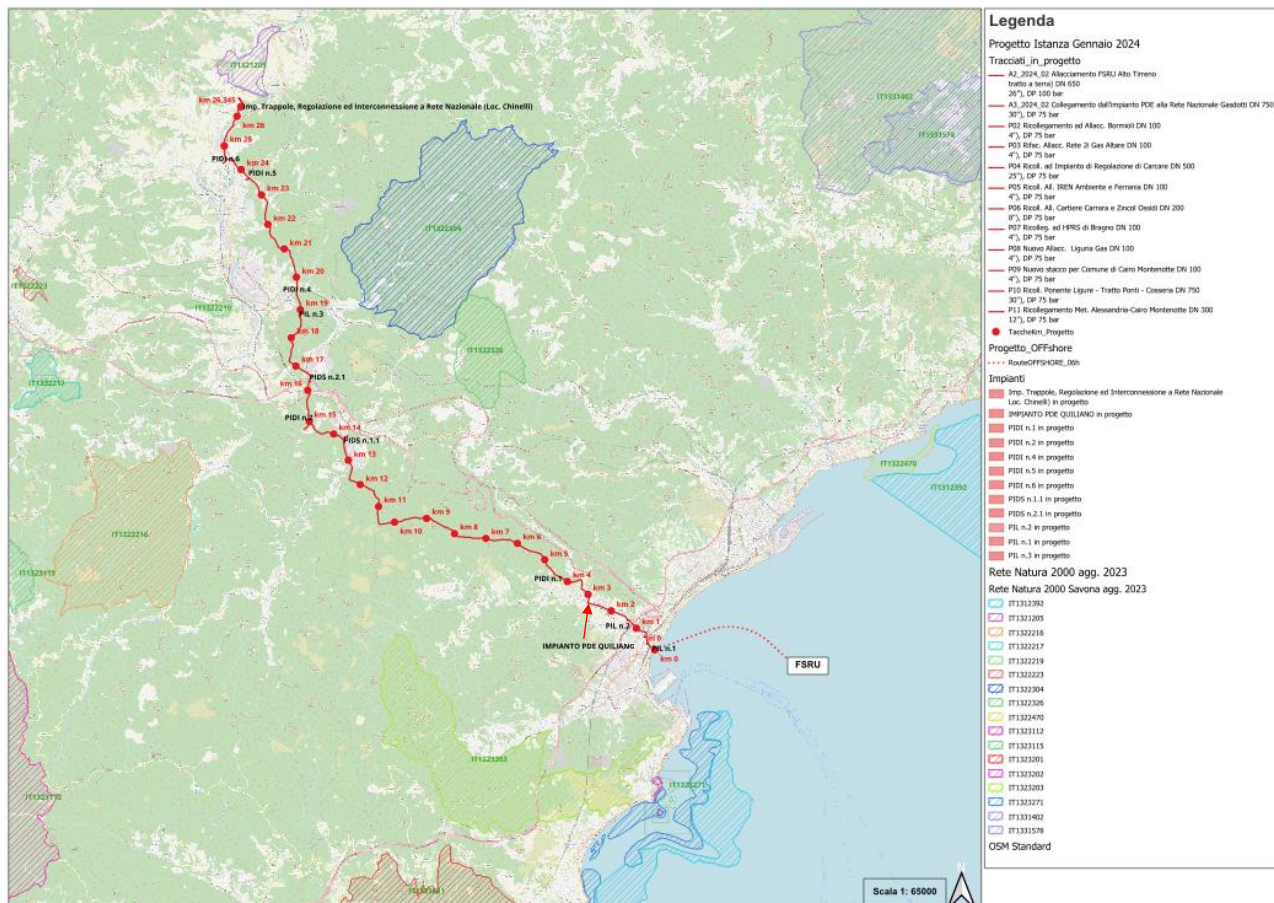 Legenda
Progetto Istanza Gennaio 2024
Tracciati_in_progetto
A2_2024_02 Allacciamento FSRU Alto Tirreno
tratto a terra) DN 650
26"), DP 100 bar
A3_2024_02 Collegamento dall'impianto PDE alla Rete Nazionale Gasdotti DN 750
30"), DP 75 bar
P02 Ricollegamento ad Allacc. Bormioli DN 100
4"), DP 75 bar
P03 Rifac. Allacc. Rete 2i Gas Altare DN 100
4"), DP 75 bar
P04 Ricoll. ad Impianto di Regolazione di Carcare DN 500
25"), DP 75 bar
P05 Ricoll. All. IREN Ambiente e Ferrania DN 100
4"), DP 75 bar
P06 Ricoll. All. Cartiere Carrara e Zincol Ossidi DN 200
8"), DP 75 bar
P07 Ricolleg. ad HPRS di Bragno DN 100
4"), DP 75 bar
P08 Nuovo Allacc. Liguria Gas DN 100
4"), DP 75 bar
P09 Nuovo stacco per Comune di Cairo Montenotte DN 100
4"), DP 75 bar
P10 Ricoll. Ponente Ligure - Tratto Ponti - Cosseria DN 750
30"), DP 75 bar
P11 Ricollegamento Met. Alessandria-Cairo Montenotte DN 300
12"), DP 75 bar
TaccheKm_Progetto
Progetto_OFFshore
RouteOFFSHORE_06h
Impianti
Imp. Trappole, Regolazione ed Interconnessione a Rete Nazionale
Loc. Chinelli) in progetto
IMPIANTO PDE QUILIANO in progetto
PIDI n.1 in progetto
PIDI n.2 in progetto
PIDI n.4 in progetto
PIDI n.5 in progetto
PIDI n.6 in progetto
PIDS n.1.1 in progetto
PIDS n.2.1 in progetto
PIL n.2 in progetto
PIL n.1 in progetto
PIL n.3 in progetto
Rete Natura 2000 agg. 2023
Rete Natura 2000 Savona agg. 2023
IT1312392
IT1321205
IT1322216
IT1322217
IT1322219
IT1322223
IT1322304
IT1322326
IT1322470
IT1323112
IT1323115
IT1323201
IT1323202
IT1323203
IT1323271
IT1331402
IT1331578
OSM Standard
IT1321205
km 26,345
Imp. Trappole, Regolazione ed Interconnessione a Rete Nazionale (Loc. Chinelli)
km 26
km 25
PIDI n.6
km 24
PIDI n.5
km 23
km 22
km 21
km 20
PIDI n.4
km 19
PIL n.3
km 18
km 17
PIDS n.2.1
km 16
PIDI n.2
km 15
km 14
PIDS n.1.1
km 13
km 12
km 11
km 10
km 9
km 8
km 7
km 6
km 5
PIDI n.1
km 4
km 3
km 2
PIL n.2
km 1
IMPIANTO PDE QUILIANO
PIL n.1
km 0
FSRU
IT1331402
IT1331578
IT1322304
IT1322223
IT1322219
IT1322326
IT1322217
IT1322470
IT1312392
IT1322216
IT1323115
IT1323203
IT1323271
IT1323112
Scala 1: 65000
N